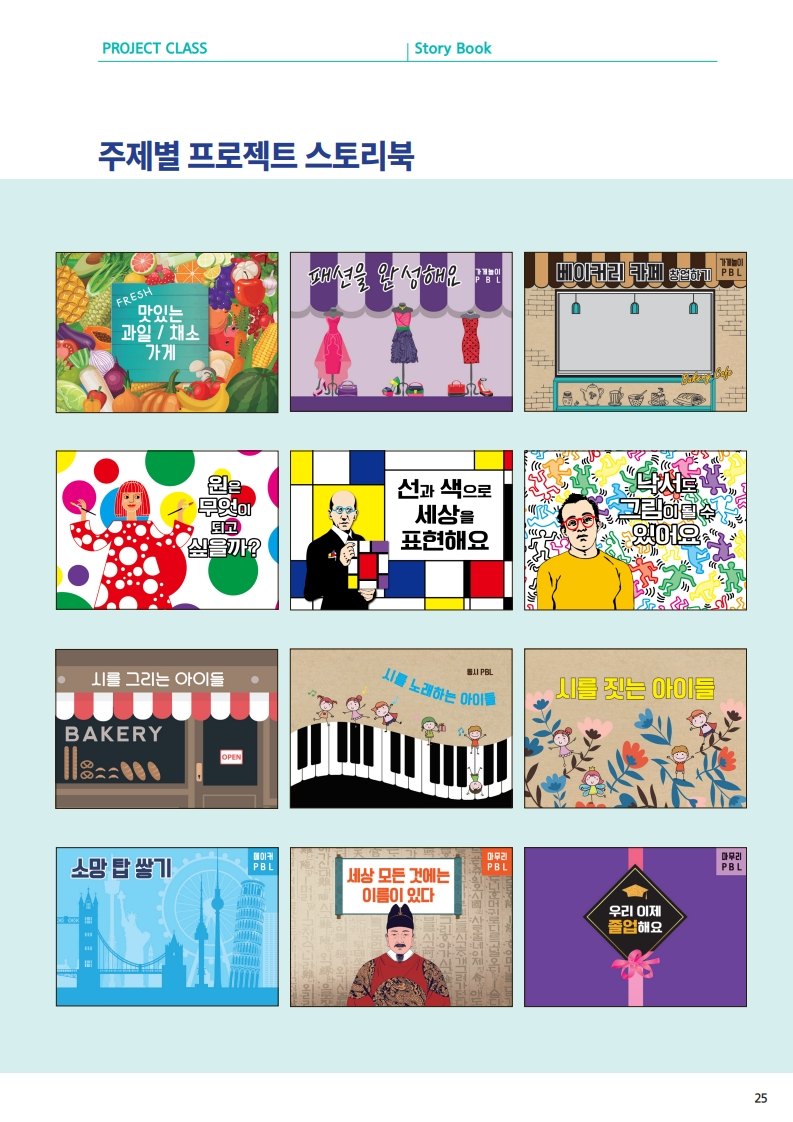 PROJECT CLASS
Story Book
주제별 프로젝트 스토리북
FRESH
맛있는
과일 / 채소
가게
패션을 완성해요
가게놀이
PBL
베이커리 카페 창업하기
가게놀이
PBL
Bakery Cafe
원은
무엇이
되고
싶을까?
선과 색으로
세상을
표현해요
낙서도
그림이 될 수
있어요
시를 그리는 아이들
BAKERY
OPEN
동시 PBL
시를 노래하는 아이들
시를 짓는 아이들
소망 탑 쌓기
메이커
PBL
세상 모든 것에는
이름이 있다
마무리
PBL
우리 이제
졸업해요
마무리
PBL
25